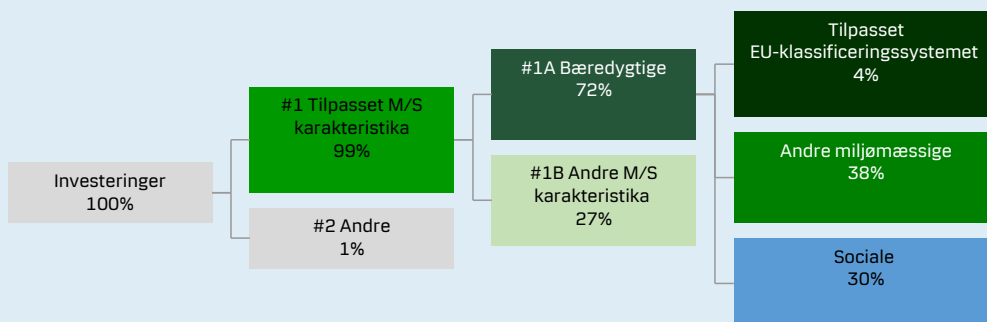 Investeringer
100%
#1 Tilpasset M/S
karakteristika
99%
#2 Andre
1%
#1A Bæredygtige
72%
#1B Andre M/S
karakteristika
27%
Tilpasset
EU-klassificeringssystemet
4%
Andre miljømæssige
38%
Sociale
30%